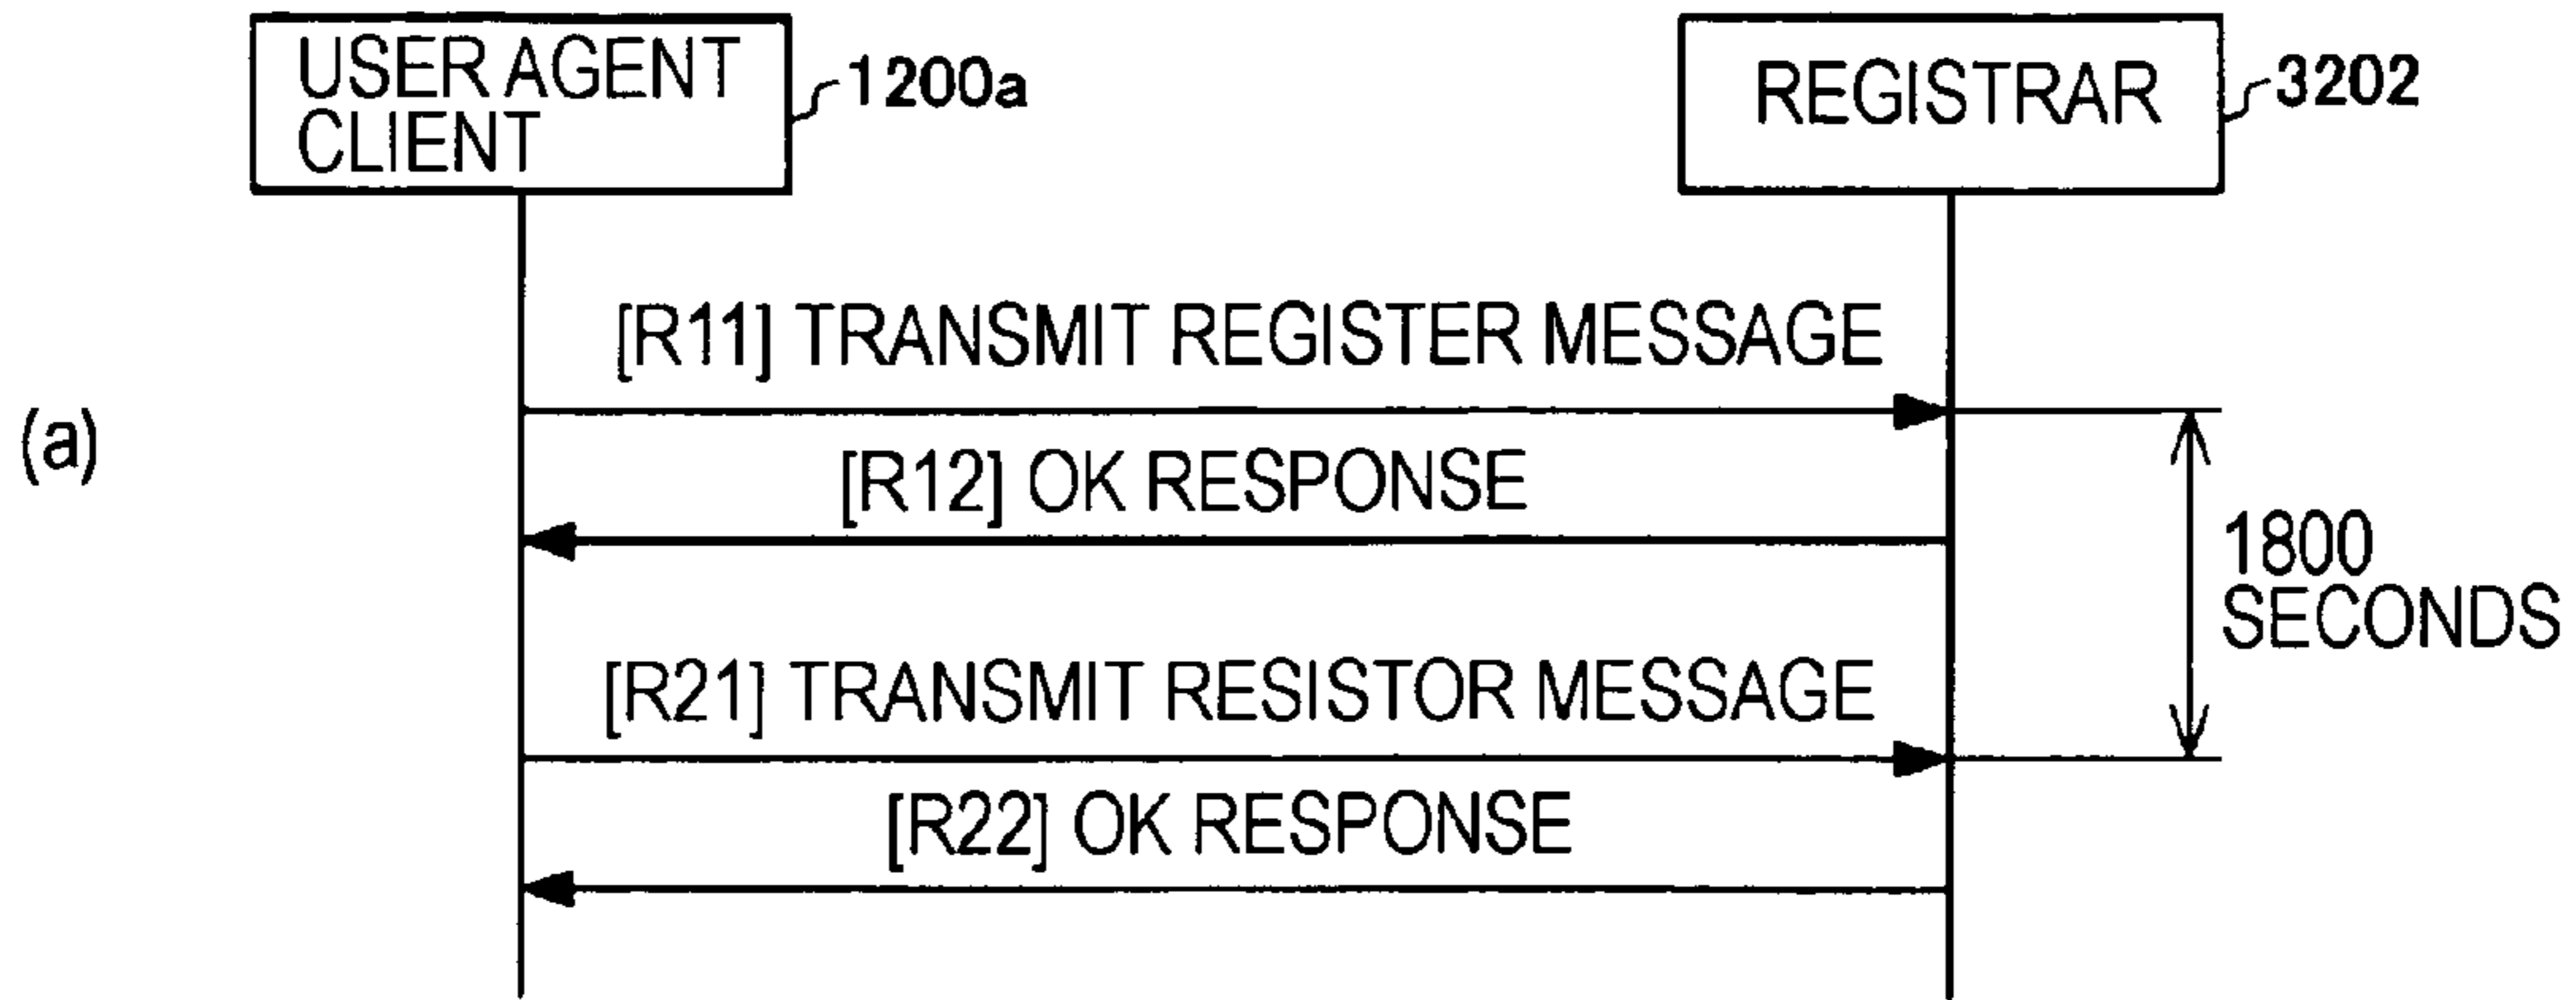 USER AGENT
CLIENT
1200a
REGISTRAR
3202
[R11] TRANSMIT REGISTER MESSAGE
(a)
[R12] OK RESPONSE
1800
SECONDS
[R21] TRANSMIT RESISTOR MESSAGE
[R22] OK RESPONSE